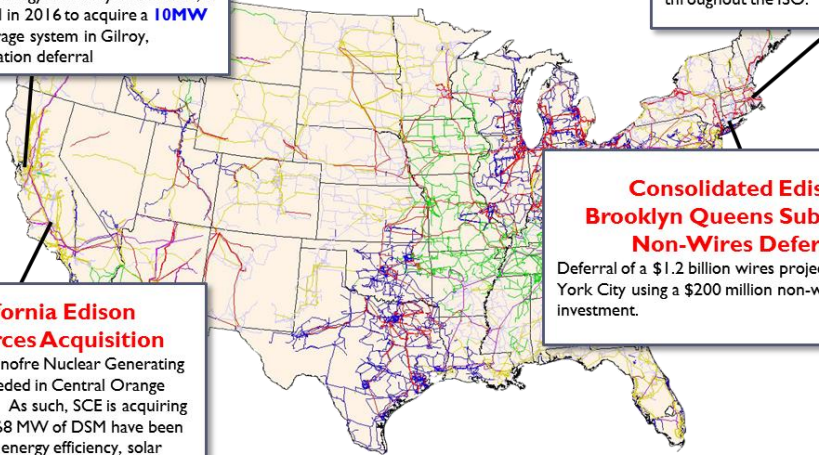 l in 2016 to acquire a 10MW
rage system in Gilroy,
ation deferral
throughout the ISO.
Consolidated Edis
Brooklyn Queens Sub
Non-Wires Defer
Deferral of a $1.2 billion wires projec
York City using a $200 million non-w
investment.
fornia Edison
rces Acquisition
nofre Nuclear Generating
eded in Central Orange
As such, SCE is acquiring
68 MW of DSM have been
energy efficiency, solar